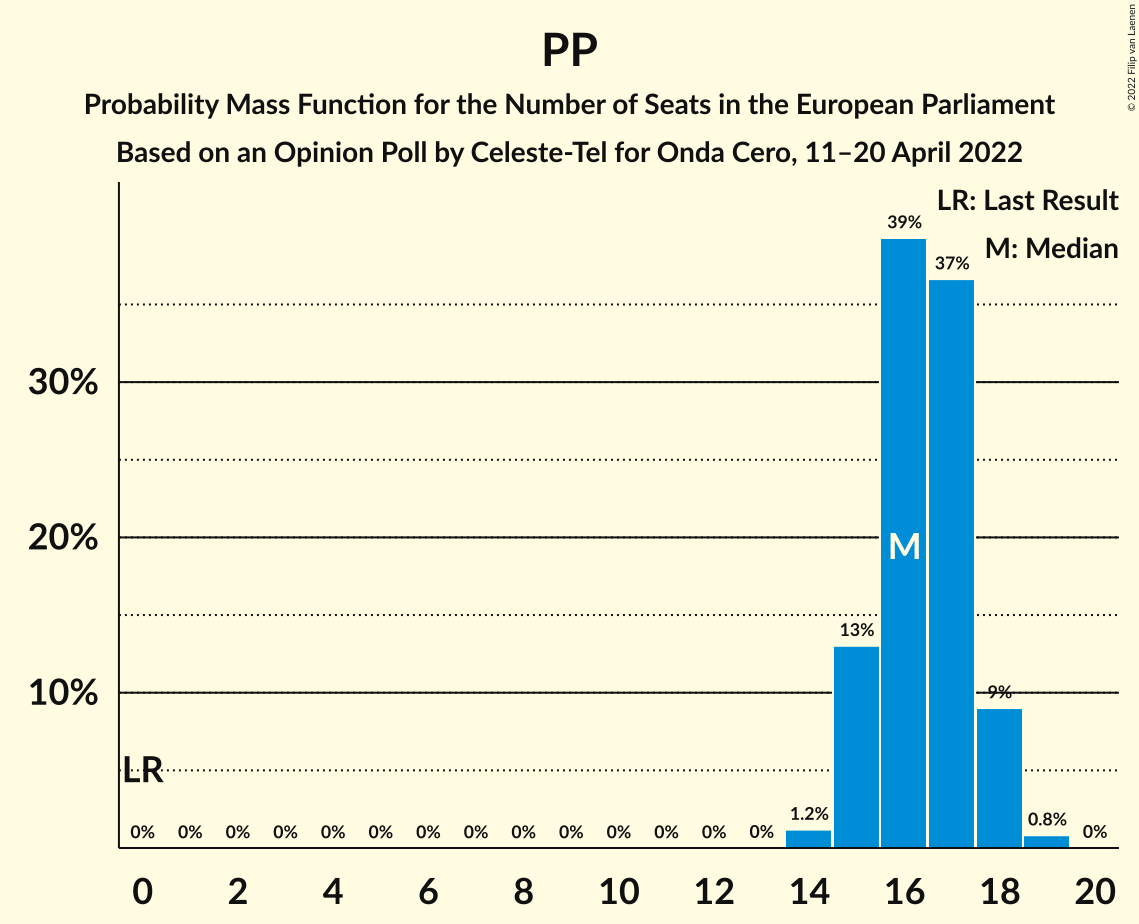 PP
Probability Mass Function for the Number of Seats in the European Parliament
Based on an Opinion Poll by Celeste-Tel for Onda Cero, 11–20 April 2022
© 2022 Filip van Laenen
LR: Last Result
M: Median
39%
37%
30%
20%
M
13%
10%
9%
LR
0% 0% 0% 0% 0% 0% 0% 0% 0% 0% 0% 0% 0% 0% 1.2% 0.8% 0%
0 2 4 6 8 10 12 14 16 18 20